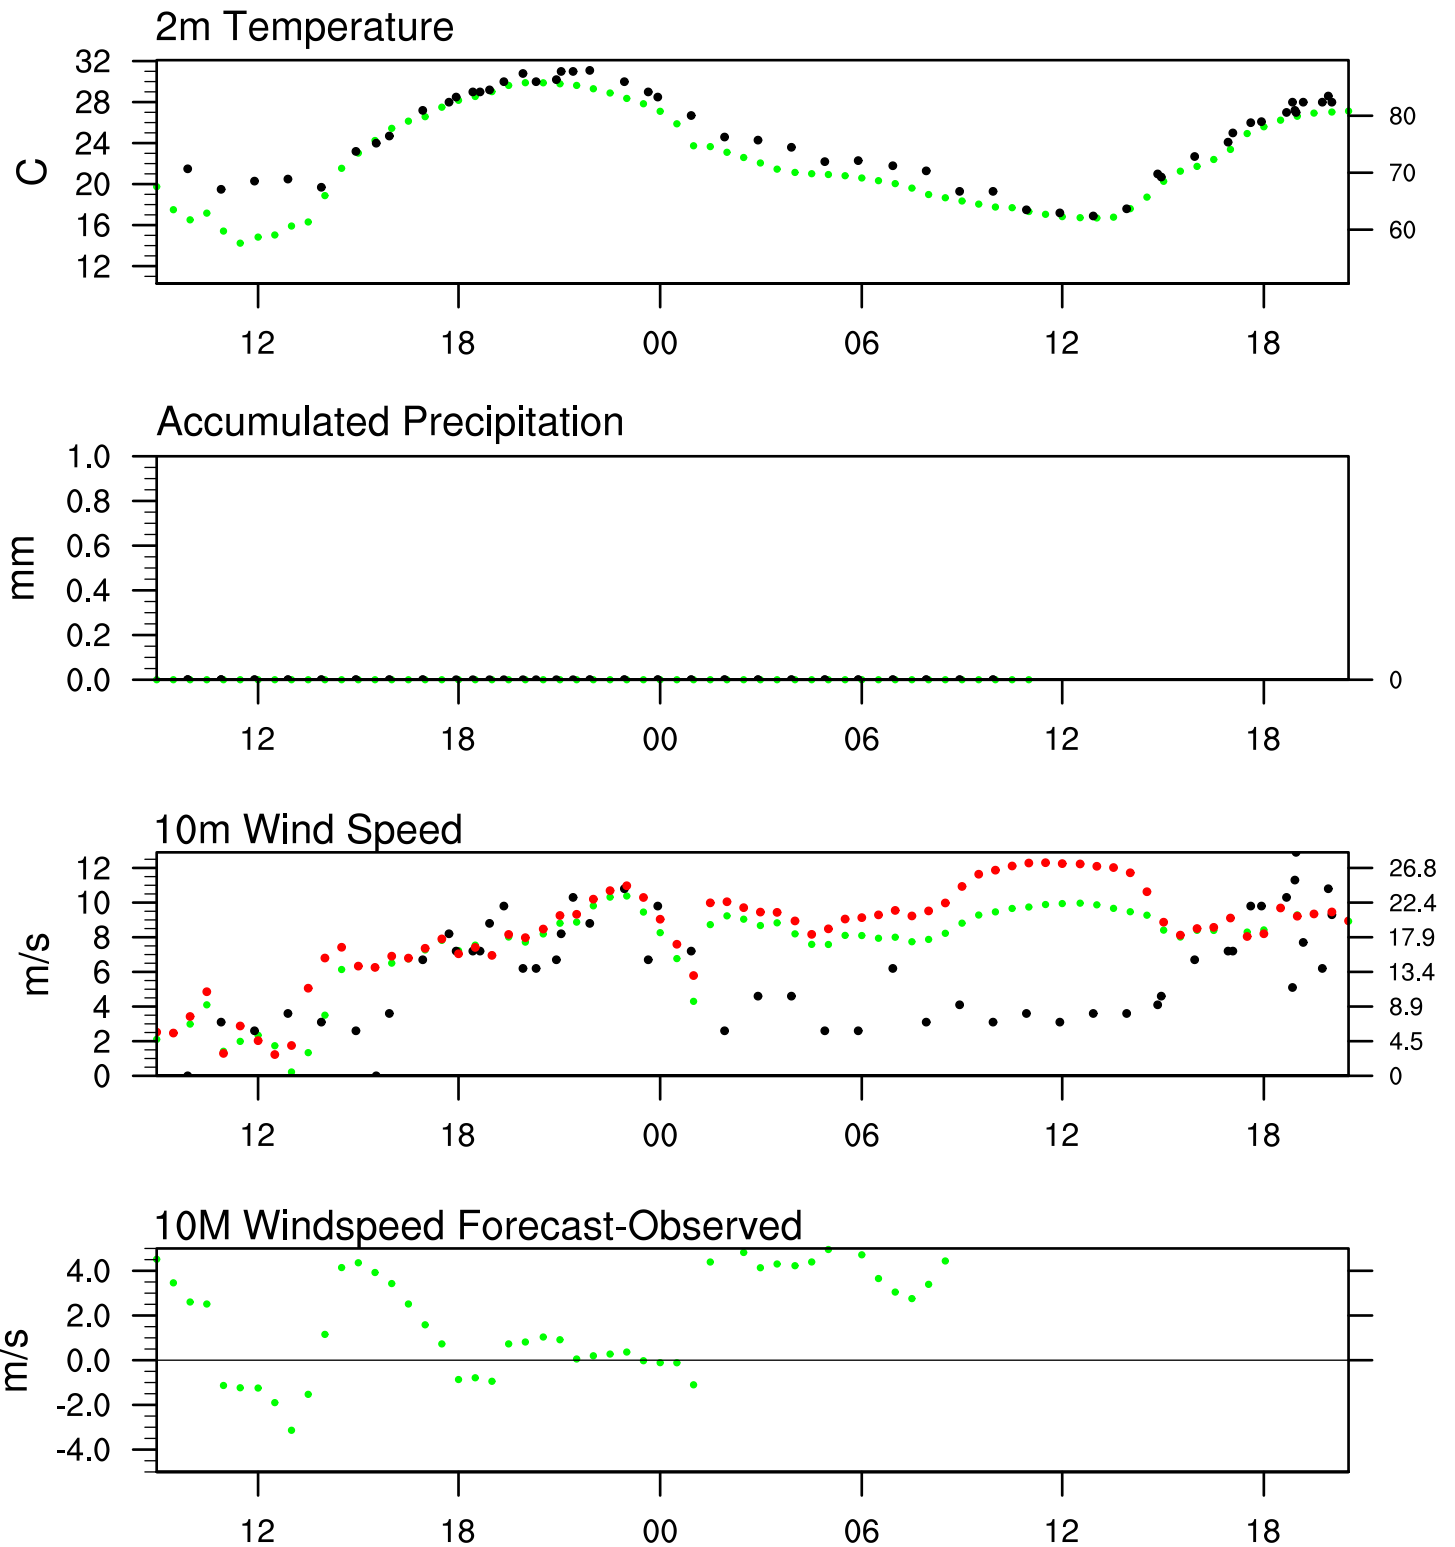 2m Temperature
32
28
24
20
16
12
C
80
70
60
12 18 00 06 12 18
Accumulated Precipitation
1.0
0.8
0.6
0.4
0.2
0.0
mm
0
12 18 00 06 12 18
10m Wind Speed
12
10
8
6
4
2
0
m/s
26.8
22.4
17.9
13.4
8.9
4.5
0
12 18 00 06 12 18
10M Windspeed Forecast-Observed
4.0
2.0
0.0
-2.0
-4.0
m/s
12 18 00 06 12 18